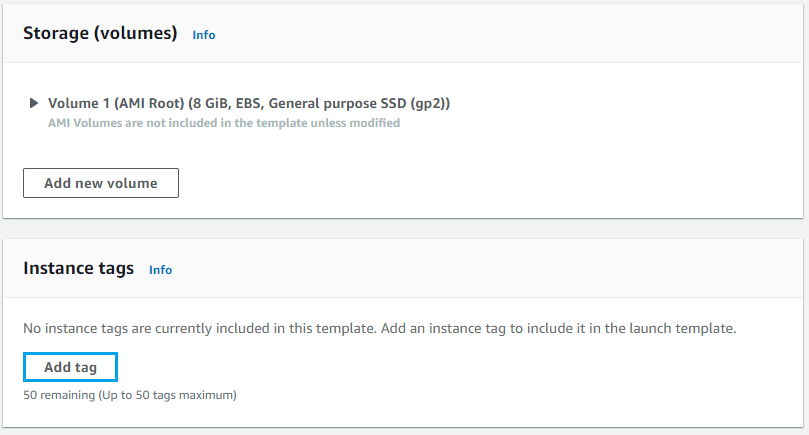 Storage (volumes) Info
Volume 1 (AMI Root) (8 GiB, EBS, General purpose SSD (gp2))
AMI Volumes are not included in the template unless modified
Add new volume
Instance tags Info
No instance tags are currently included in this template. Add an instance tag to include it in the launch template.
Add tag
50 remaining (Up to 50 tags maximum)